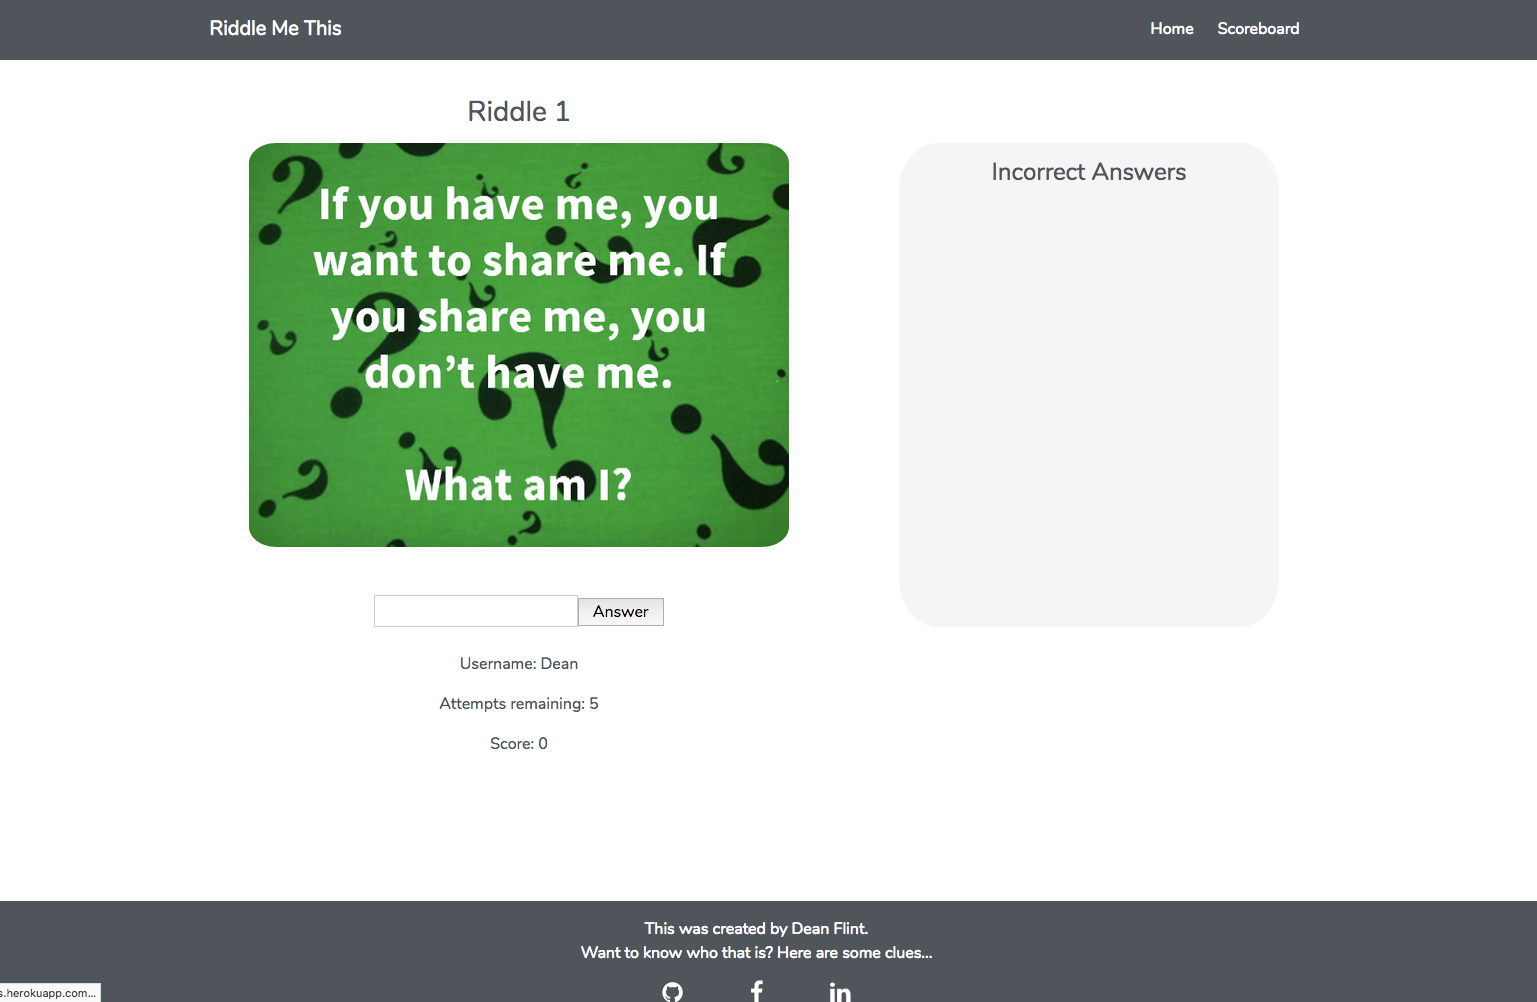 Riddle Me This
Home
Scoreboard
Riddle 1
If you have me, you
want to share me. If
you share me, you
don’t have me.
What am I?
Incorrect Answers
Answer
Username: Dean
Attempts remaining: 5
Score: 0
This was created by Dean Flint.
Want to know who that is? Here are some clues...
s.herokuapp.com...